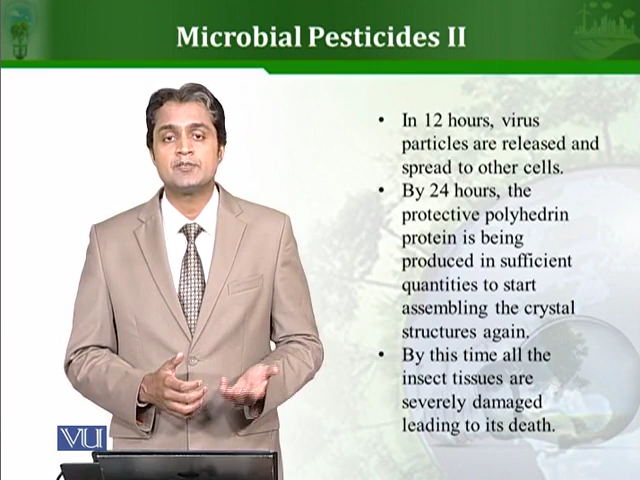 Microbial Pesticides II
• In 12 hours, virus
particles are released and
spread to other cells.
• By 24 hours, the
protective polyhedrin
protein is being
produced in sufficient
quantities to start
assembling the crystal
structures again.
• By this time all the
insect tissues are
severely damaged
leading to its death.
VU